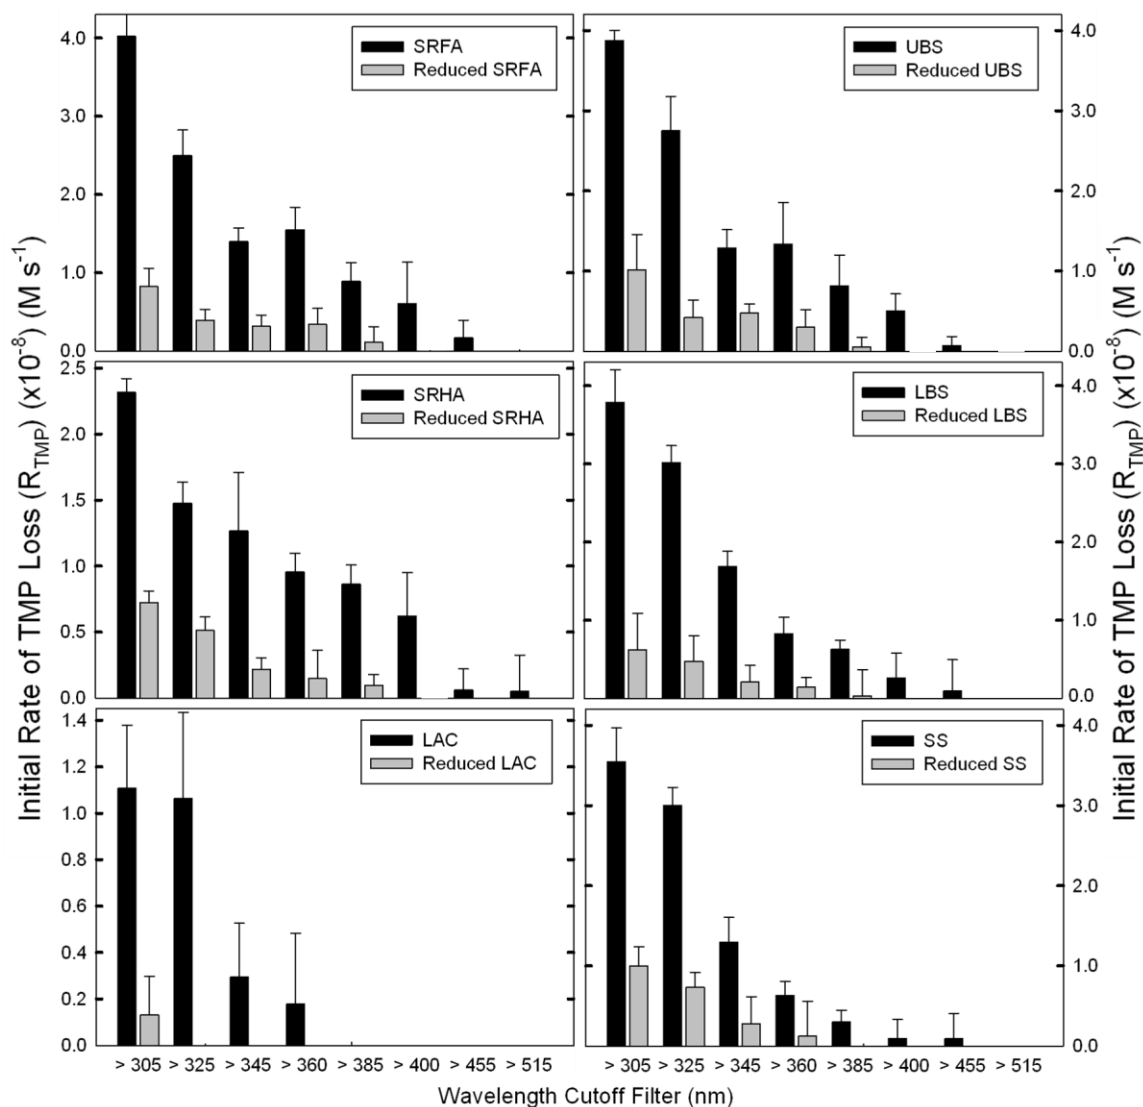 Initial Rate of TMP Loss (R_TMP) (x10^-8) (M s^-1)
4.0
3.0
2.0
1.0
0.0
SRFA
Reduced SRFA
4.0
3.0
2.0
1.0
0.0
UBS
Reduced UBS
2.5
2.0
1.5
1.0
0.5
0.0
SRHA
Reduced SRHA
4.0
3.0
2.0
1.0
0.0
LBS
Reduced LBS
1.4
1.2
1.0
0.8
0.6
0.4
0.2
0.0
LAC
Reduced LAC
4.0
3.0
2.0
1.0
0.0
SS
Reduced SS
Initial Rate of TMP Loss (R_TMP) (x10^-8) (M s^-1)
> 305 > 325 > 345 > 360 > 385 > 400 > 455 > 515
> 305 > 325 > 345 > 360 > 385 > 400 > 455 > 515
Wavelength Cutoff Filter (nm)